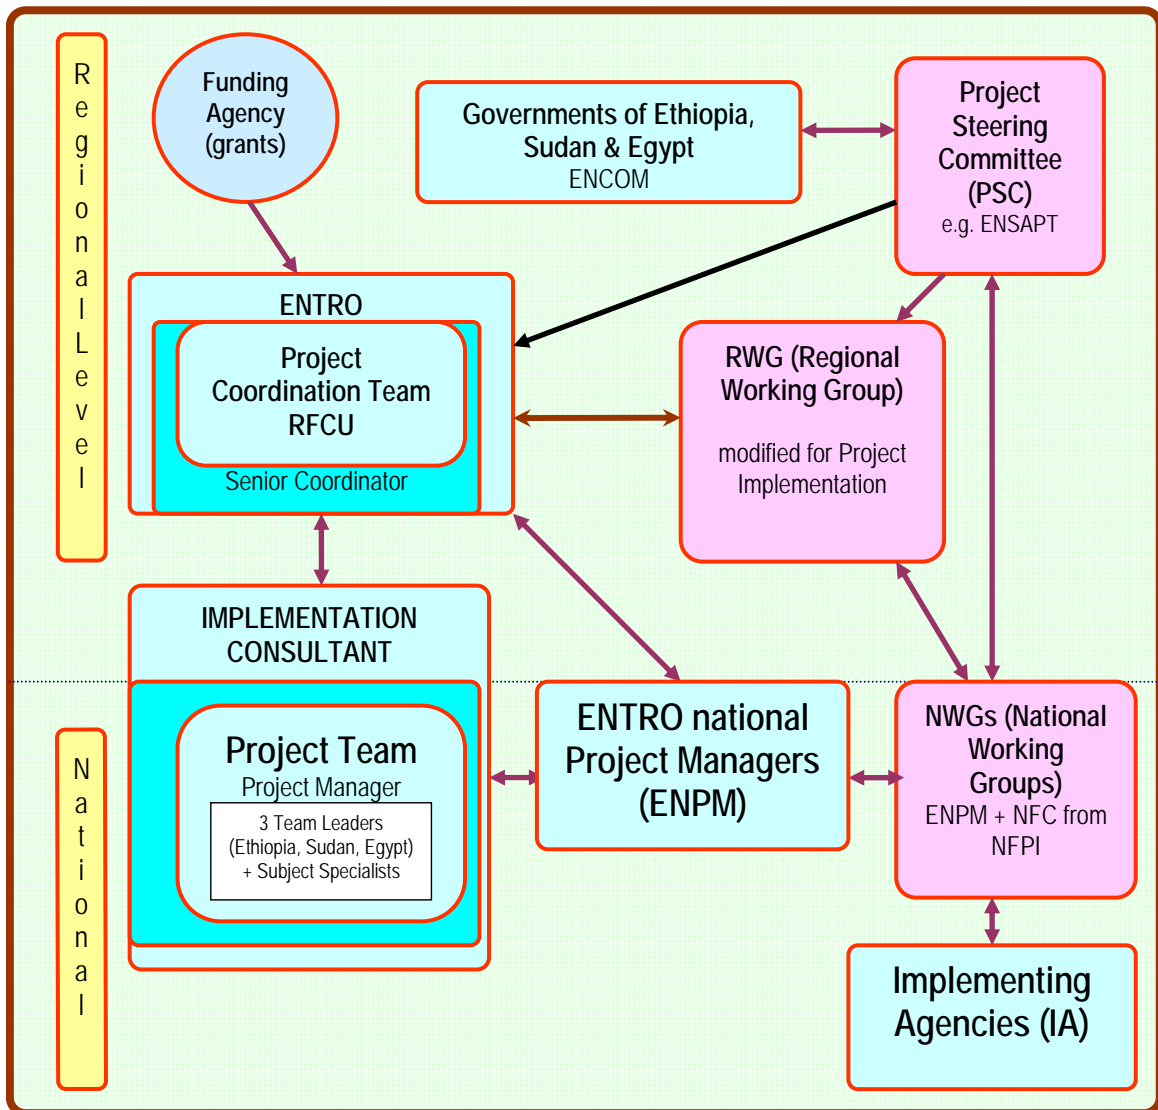 Regional Level
Funding
Agency
(grants)
Governments of Ethiopia,
Sudan & Egypt
ENCOM
Project
Steering
Committee
(PSC)
e.g. ENSAPT
ENTRO
Project
Coordination Team
RFCU
Senior Coordinator
RWG (Regional
Working Group)
modified for Project
Implementation
IMPLEMENTATION
CONSULTANT
National
Project Team
Project Manager
3 Team Leaders
(Ethiopia, Sudan, Egypt)
+ Subject Specialists
ENTRO national
Project Managers
(ENPM)
NWGs (National
Working
Groups)
ENPM + NFC from
NFPI
Implementing
Agencies (IA)